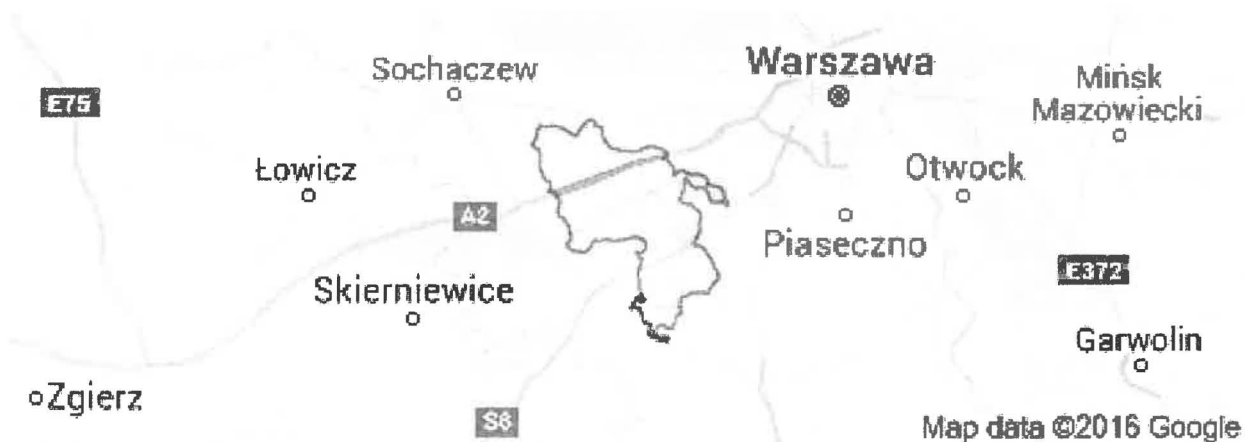 Warszawa
Sochaczew
Mińsk
Mazowiecki
E75
Łowicz
Otwock
A2
Piaseczno
E372
Skierniewice
Garwolin
Zgierz
S8
Map data ©2016 Google